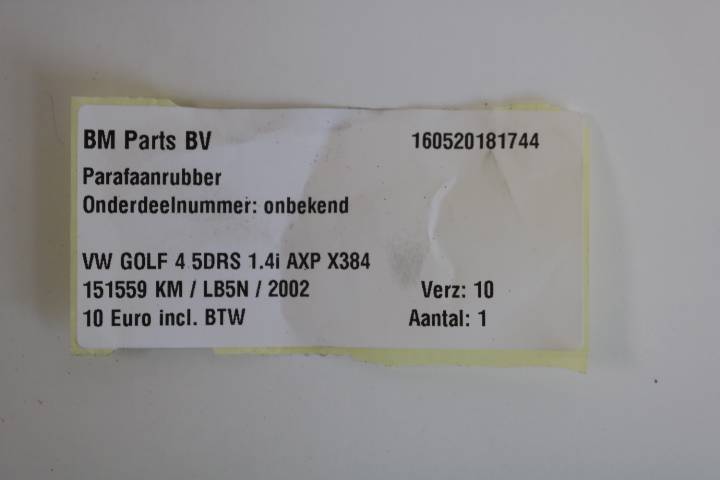 BM Parts BV 160520181744
Parafaanrubber
Onderdeelnummer: onbekend
VW GOLF 4 5DRS 1.4i AXP X384
151559 KM / LB5N / 2002 Verz: 10
10 Euro incl. BTW Aantal: 1